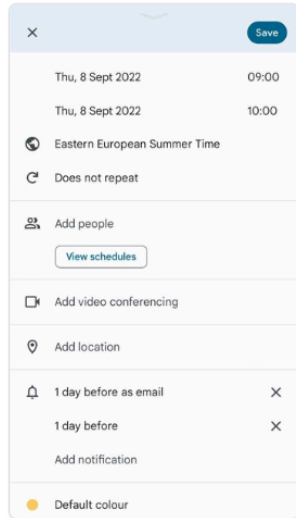 Save
Thu, 8 Sept 2022 09:00
Thu, 8 Sept 2022 10:00
Eastern European Summer Time
Does not repeat
Add people
View schedules
Add video conferencing
Add location
1 day before as email
1 day before
Add notification
Default colour